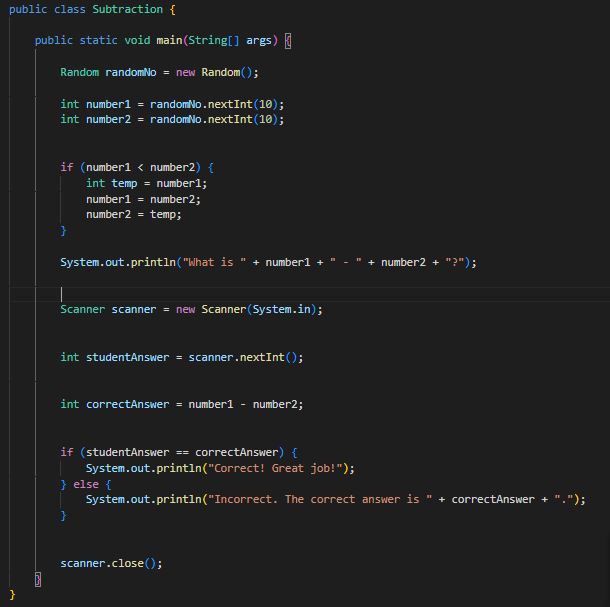 public class Subtraction {
public static void main(String[] args) {
Random randomNo = new Random();
int number1 = randomNo.nextInt(10);
int number2 = randomNo.nextInt(10);
if (number1 < number2) {
int temp = number1;
number1 = number2;
number2 = temp;
}
System.out.println("What is " + number1 + " - " + number2 + "?");
Scanner scanner = new Scanner(System.in);
int studentAnswer = scanner.nextInt();
int correctAnswer = number1 - number2;
if (studentAnswer == correctAnswer) {
System.out.println("Correct! Great job!");
} else {
System.out.println("Incorrect. The correct answer is " + correctAnswer + ".");
}
scanner.close();
}
}